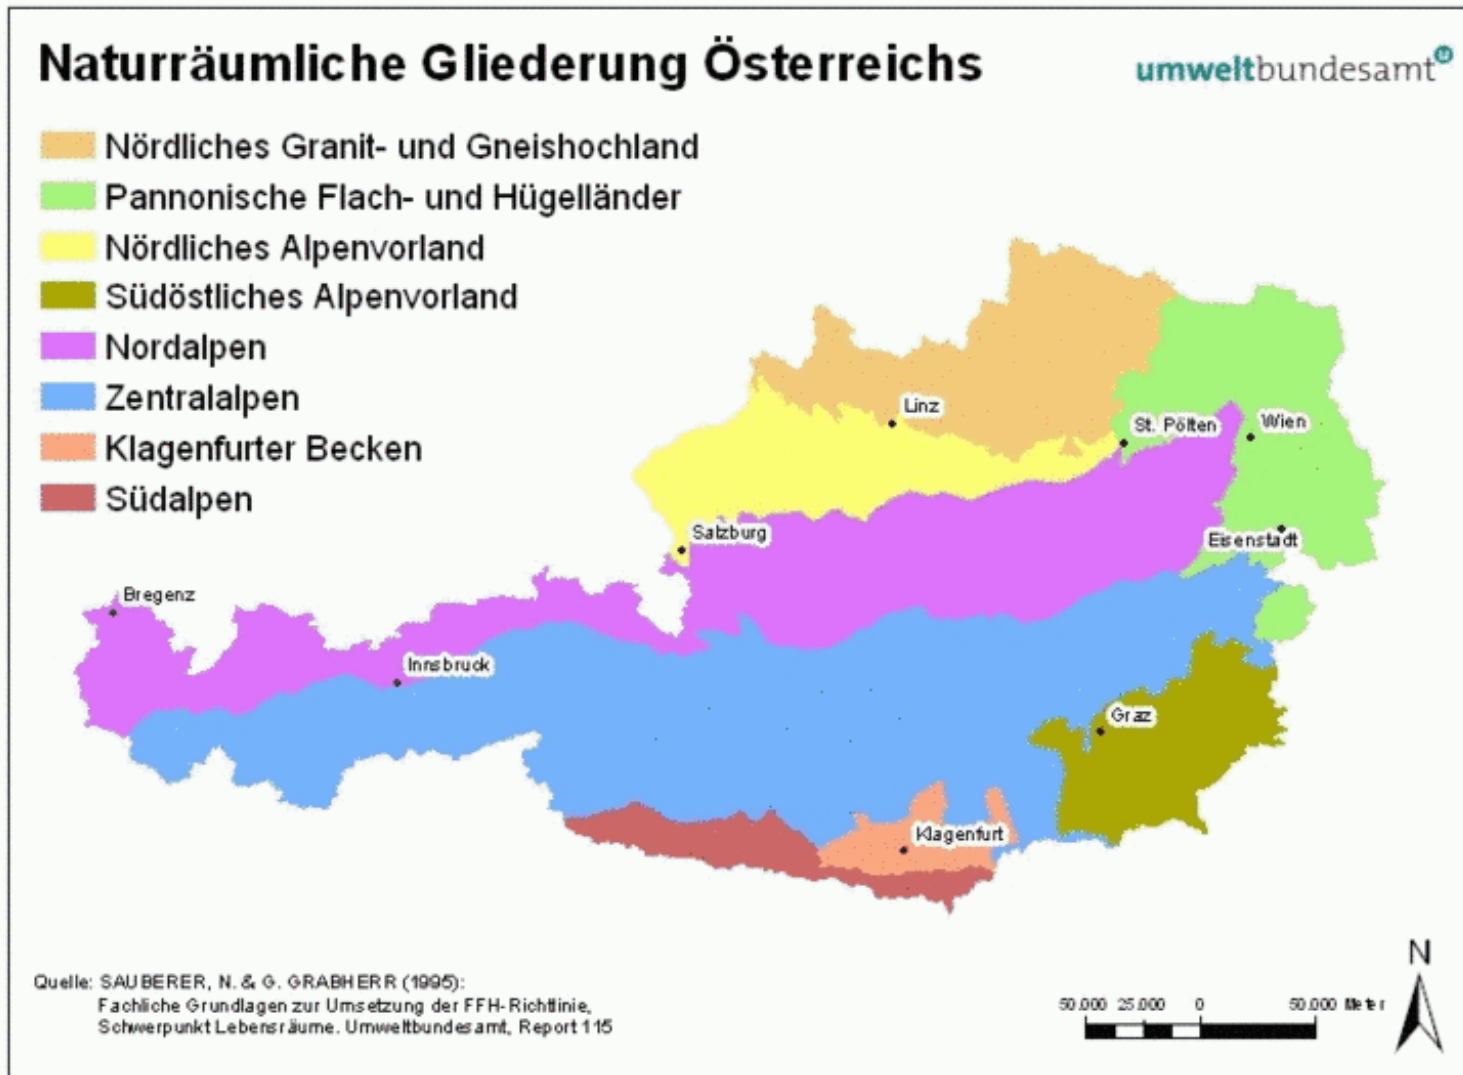 Naturräumliche Gliederung Österreichs
umweltbundesamt
u
Nördliches Granit- und Gneishochland
Pannonische Flach- und Hügelländer
Nördliches Alpenvorland
Südöstliches Alpenvorland
Nordalpen
Zentralalpen
Klagenfurter Becken
Südalpen
Linz
St. Pölten
Wien
Salzburg
Eisenstadt
Bregenz
Innsbruck
Graz
Klagenfurt
Quelle: SAUBERER, N. & G. GRABHERR (1995):
Fachliche Grundlagen zur Umsetzung der FFH-Richtlinie,
Schwerpunkt Lebensräume. Umweltbundesamt, Report 115
N
50.000 25.000 0 50.000 Meter